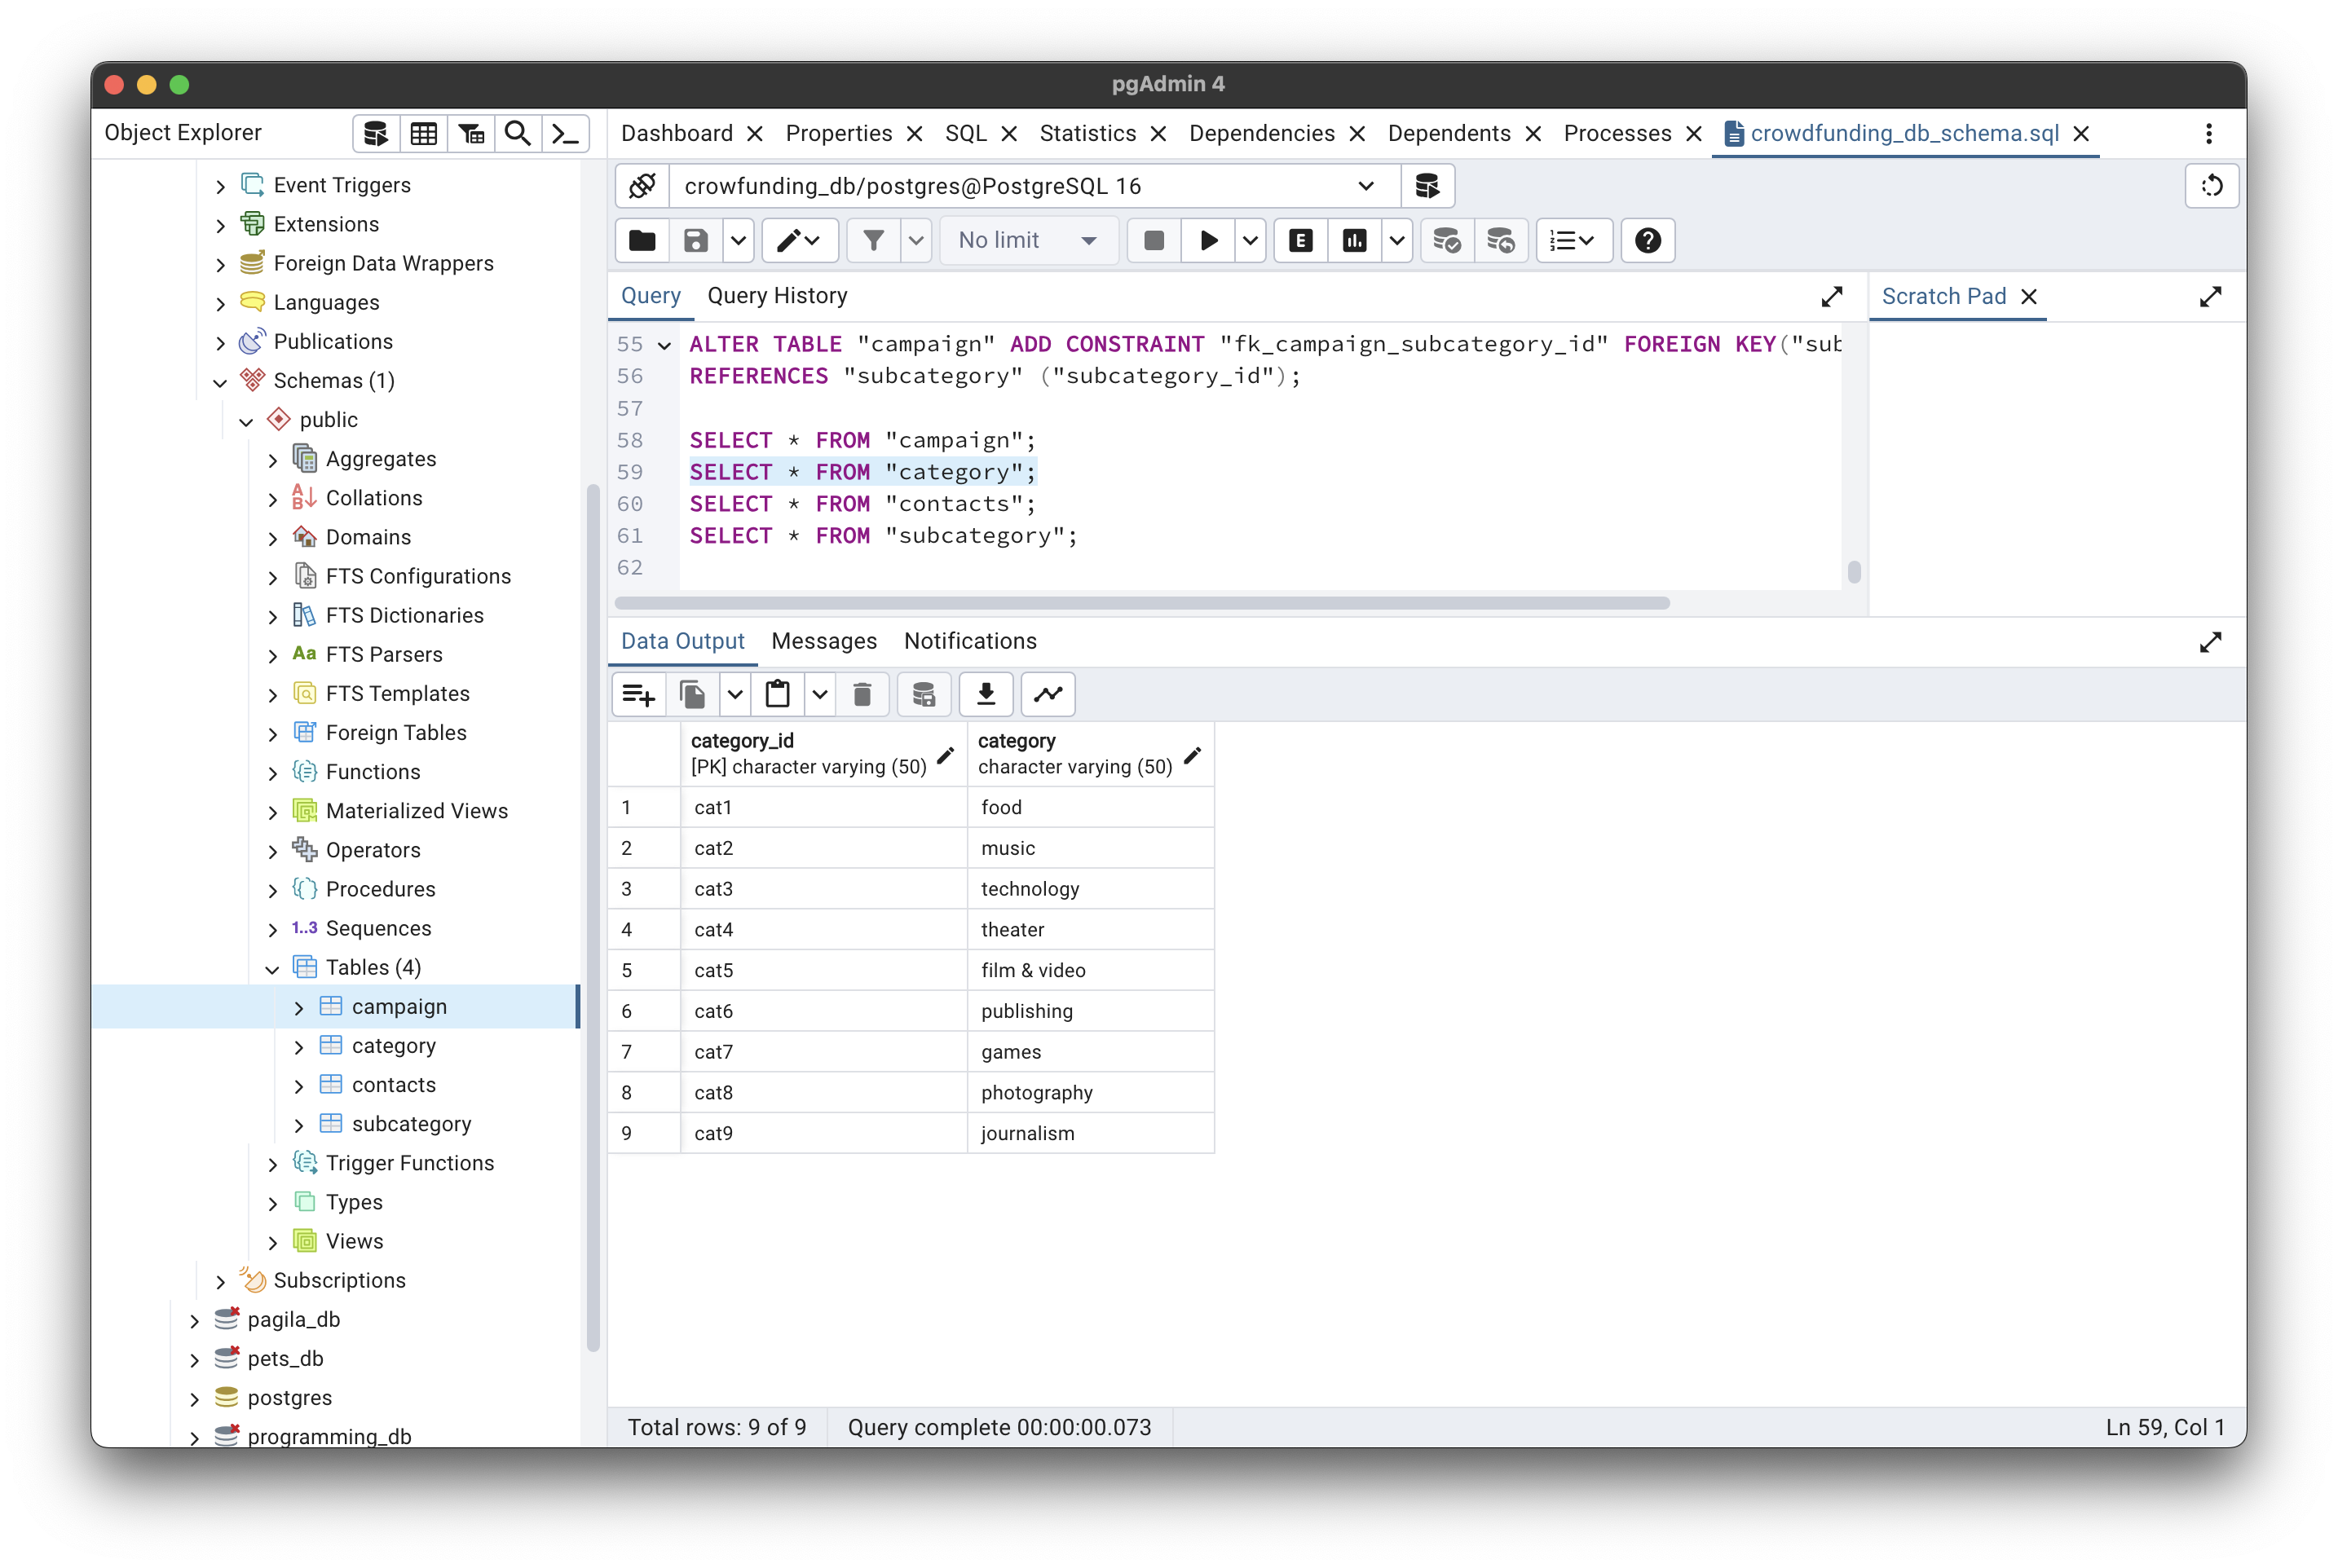 pgAdmin 4
Object Explorer
Dashboard Properties SQL Statistics Dependencies Dependents Processes crowdfunding_db_schema.sql
crowfunding_db/postgres@PostgreSQL 16
No limit
E
Query Query History
Scratch Pad
55 ALTER TABLE "campaign" ADD CONSTRAINT "fk_campaign_subcategory_id" FOREIGN KEY("sub
56 REFERENCES "subcategory" ("subcategory_id");
57
58 SELECT * FROM "campaign";
59 SELECT * FROM "category";
60 SELECT * FROM "contacts";
61 SELECT * FROM "subcategory";
62
Data Output Messages Notifications
category_id category
[PK] character varying (50) character varying (50)
1 cat1 food
2 cat2 music
3 cat3 technology
4 cat4 theater
5 cat5 film & video
6 cat6 publishing
7 cat7 games
8 cat8 photography
9 cat9 journalism
Total rows: 9 of 9 Query complete 00:00:00.073 Ln 59, Col 1
Event Triggers
Extensions
Foreign Data Wrappers
Languages
Publications
Schemas (1)
public
Aggregates
Collations
Domains
FTS Configurations
FTS Dictionaries
Aa FTS Parsers
FTS Templates
Foreign Tables
Functions
Materialized Views
Operators
Procedures
1..3 Sequences
Tables (4)
campaign
category
contacts
subcategory
Trigger Functions
Types
Views
Subscriptions
pagila_db
pets_db
postgres
programming_db